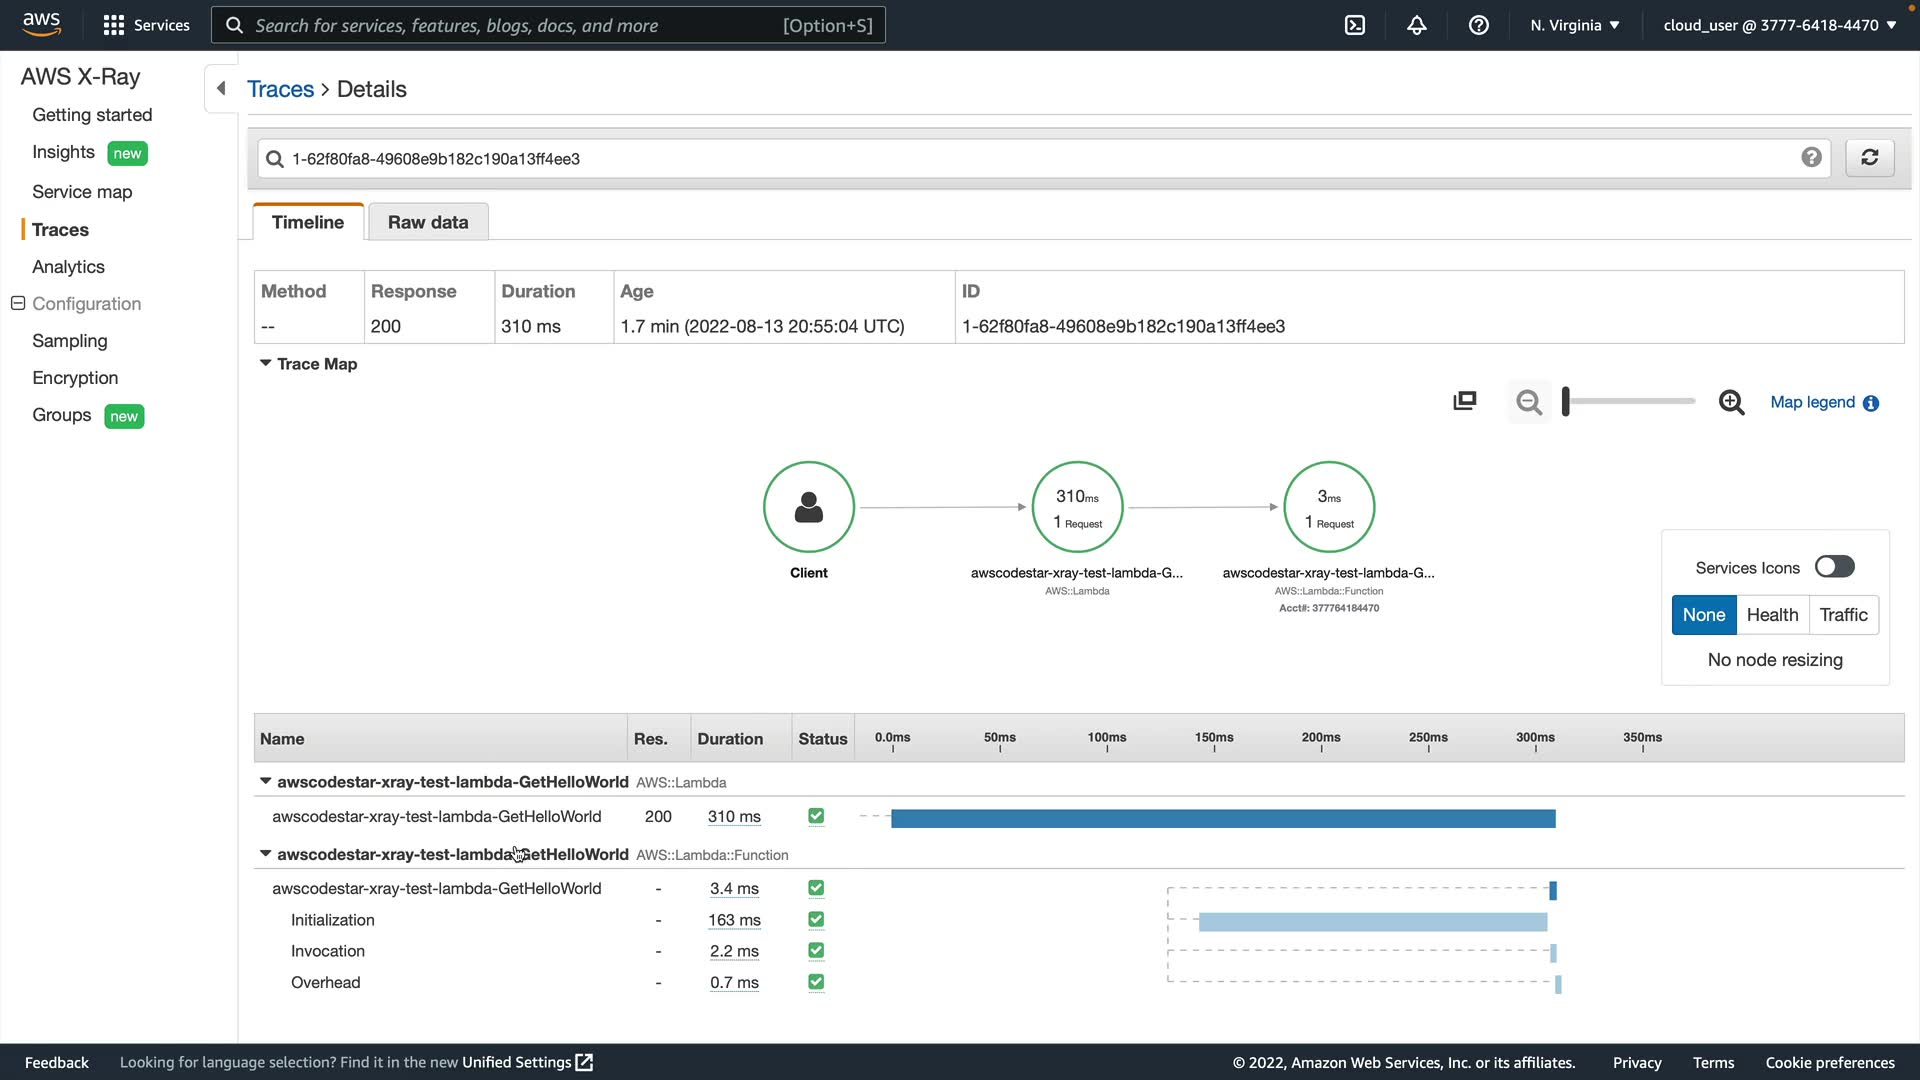 aws
Services
Search for services, features, blogs, docs, and more
[Option+S]
N. Virginia
cloud_user @ 3777-6418-4470
AWS X-Ray
Getting started
Insights new
Service map
Traces
Analytics
Configuration
Sampling
Encryption
Groups new
Traces > Details
1-62f80fa8-49608e9b182c190a13ff4ee3
Timeline
Raw data
Method Response Duration Age ID
-- 200 310 ms 1.7 min (2022-08-13 20:55:04 UTC) 1-62f80fa8-49608e9b182c190a13ff4ee3
Trace Map
Map legend
310ms
1 Request
3ms
1 Request
Client
awscodestar-xray-test-lambda-G...
AWS::Lambda
awscodestar-xray-test-lambda-G...
AWS::Lambda::Function
Acct#: 377764184470
Services Icons
None Health Traffic
No node resizing
Name Res. Duration Status 0.0ms 50ms 100ms 150ms 200ms 250ms 300ms 350ms
awscodestar-xray-test-lambda-GetHelloWorld AWS::Lambda
awscodestar-xray-test-lambda-GetHelloWorld 200 310 ms
awscodestar-xray-test-lambda-GetHelloWorld AWS::Lambda::Function
awscodestar-xray-test-lambda-GetHelloWorld - 3.4 ms
Initialization - 163 ms
Invocation - 2.2 ms
Overhead - 0.7 ms
Feedback
Looking for language selection? Find it in the new Unified Settings
© 2022, Amazon Web Services, Inc. or its affiliates.
Privacy
Terms
Cookie preferences